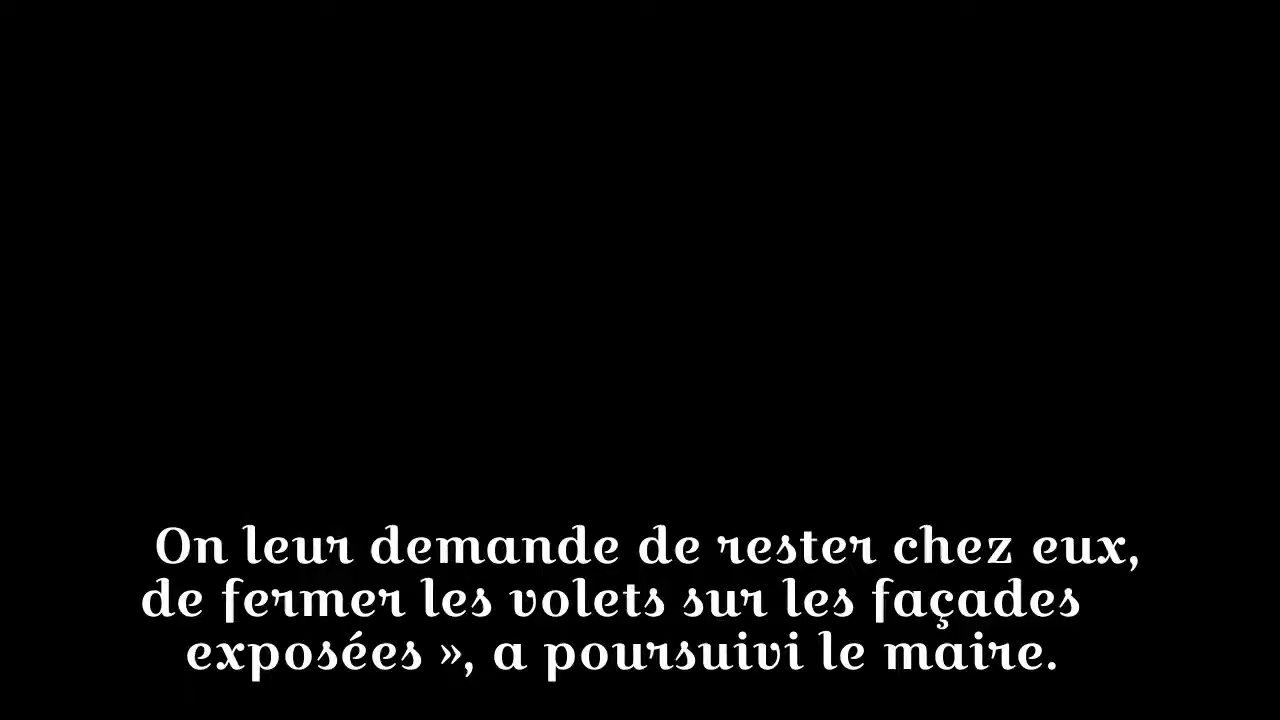 On leur demande de rester chez eux,
de fermer les volets sur les façades
exposées », a poursuivi le maire.